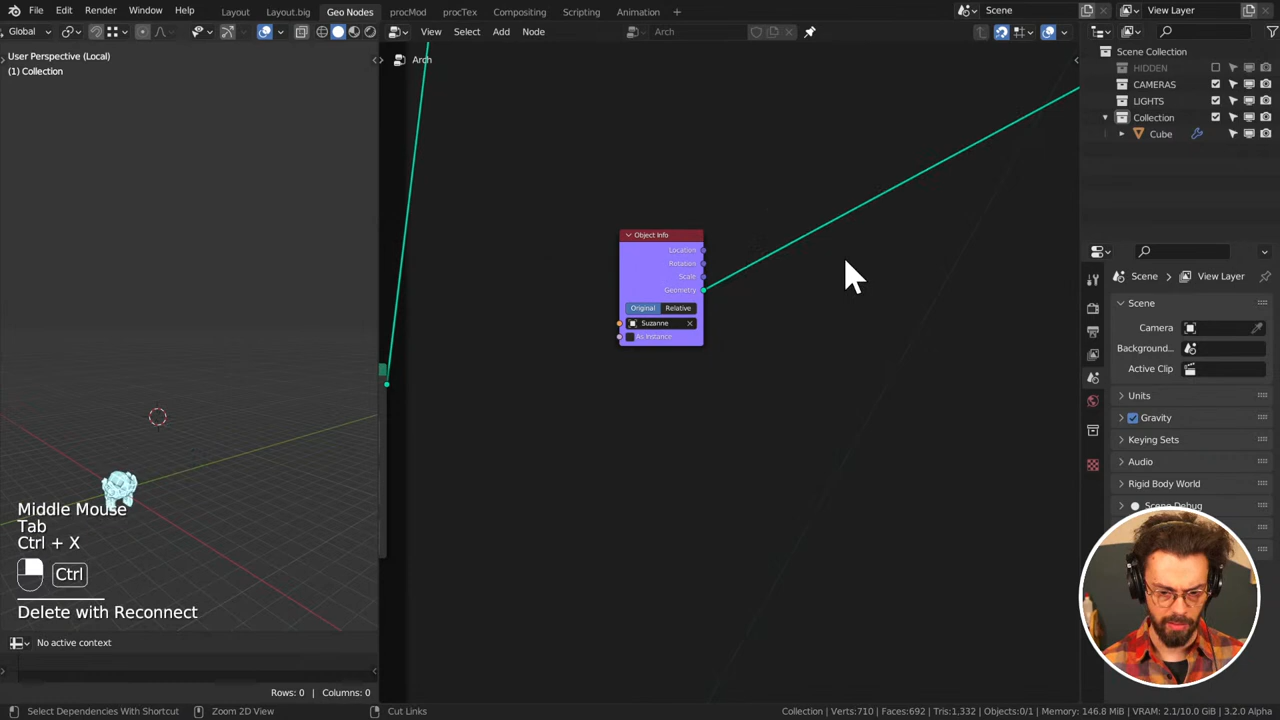 File Edit Render Window Help Layout Layout.big Geo Nodes procMod procTex Compositing Scripting Animation + Scene View Layer
Global View Select Add Node Arch
User Perspective (Local)
(1) Collection
Arch
Scene Collection
HIDDEN
CAMERAS
LIGHTS
Collection
Cube
Object Info
Location
Rotation
Scale
Geometry
Original Relative
Suzanne
As Instance
Scene View Layer
Scene
Camera
Background...
Active Clip
Units
Gravity
Keying Sets
Audio
Rigid Body World
Scene Debug
Middle Mouse
Tab
Ctrl + X
Ctrl
Delete with Reconnect
No active context
Rows: 0 | Columns: 0
Select Dependencies With Shortcut Zoom 2D View Cut Links Collection | Verts:710 | Faces:692 | Tris:1,332 | Objects:0/1 | Memory: 146.8 MiB | VRAM: 2.1/10.0 GiB | 3.2.0 Alpha